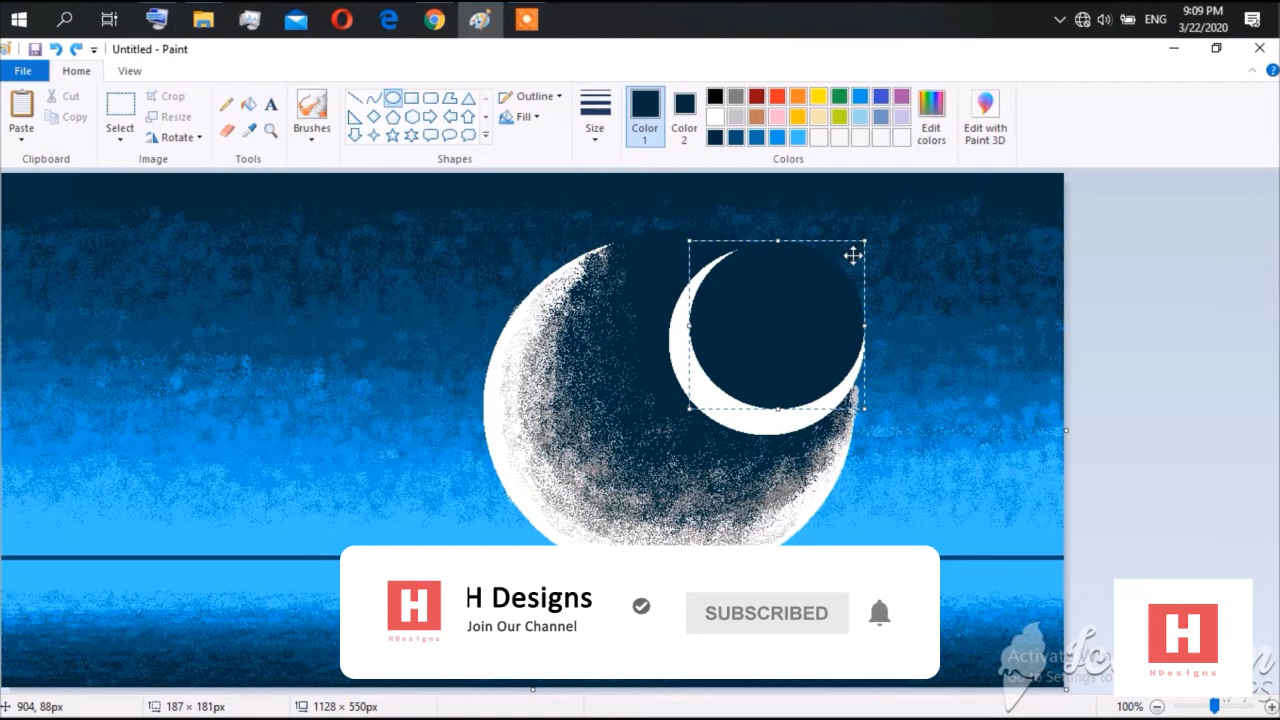 9:09 PM
ENG
3/22/2020
Untitled - Paint
File
Home
View
Cut
Copy
Paste
Clipboard
Select
Crop
Resize
Rotate
Image
A
Tools
Brushes
Outline
Fill
Shapes
Size
Color 1
Color 2
Edit colors
Colors
Edit with Paint 3D
H
HDesigns
H Designs
Join Our Channel
SUBSCRIBED
H
HDesigns
904, 88px
187 × 181px
1128 × 550px
100%